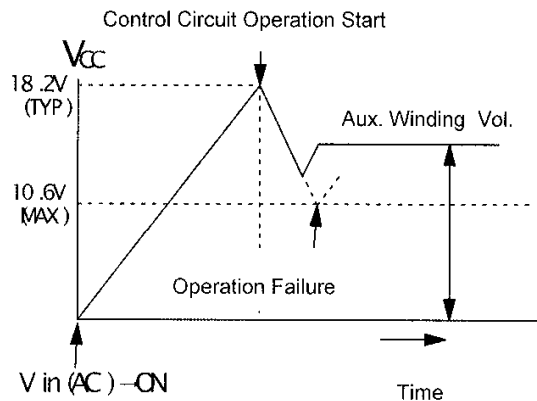 Control Circuit Operation Start
VCC
18.2V
(TYP)
Aux. Winding Vol.
10.6V
(MAX)
Operation Failure
Vin(AC)→ON
Time